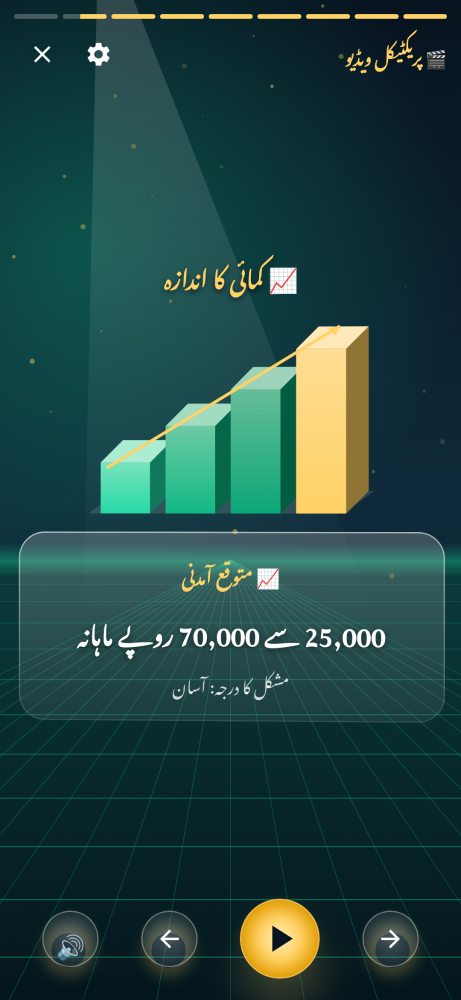 پریکٹیکل ویڈیو
کمائی کا اندازہ
متوقع آمدنی
25,000 سے 70,000 روپے ماہانہ
مشکل کا درجہ: آسان